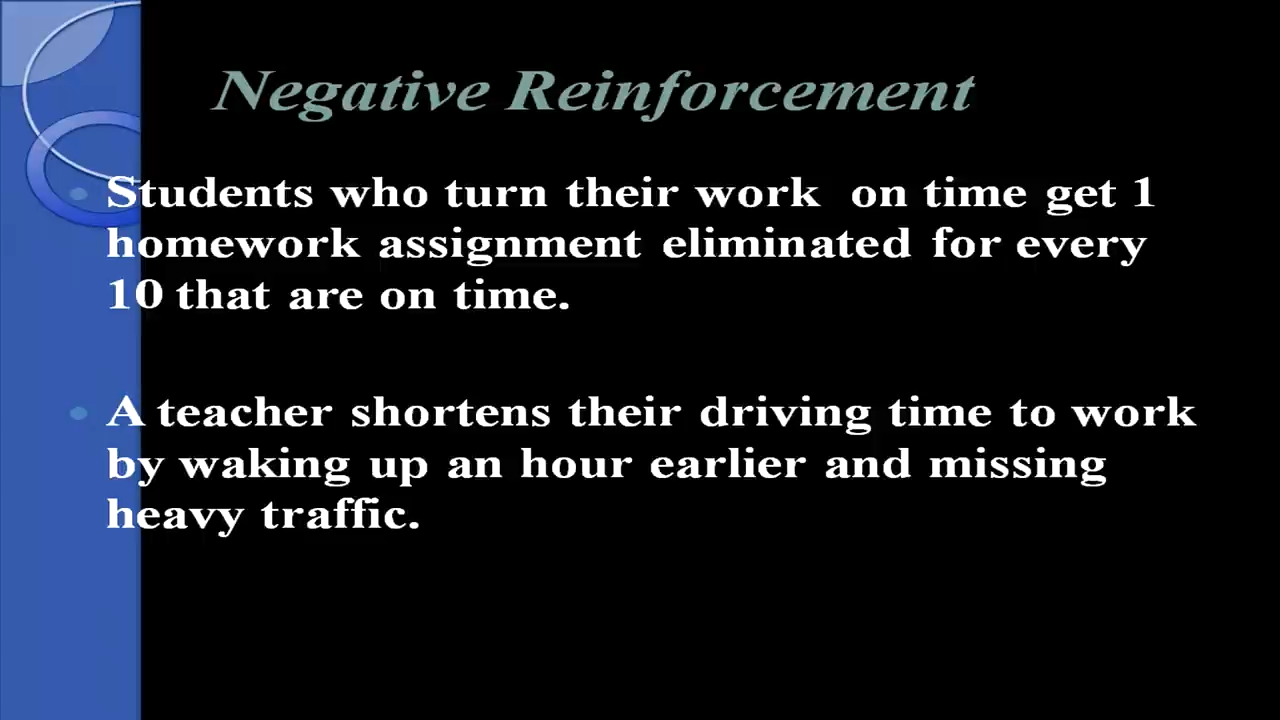 Negative Reinforcement
Students who turn their work on time get 1
homework assignment eliminated for every
10 that are on time.
A teacher shortens their driving time to work
by waking up an hour earlier and missing
heavy traffic.